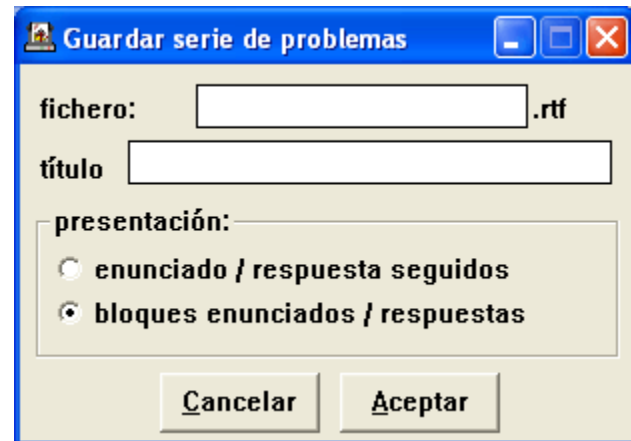 Guardar serie de problemas
fichero: .rtf
título
presentación:
enunciado / respuesta seguidos
bloques enunciados / respuestas
Cancelar Aceptar